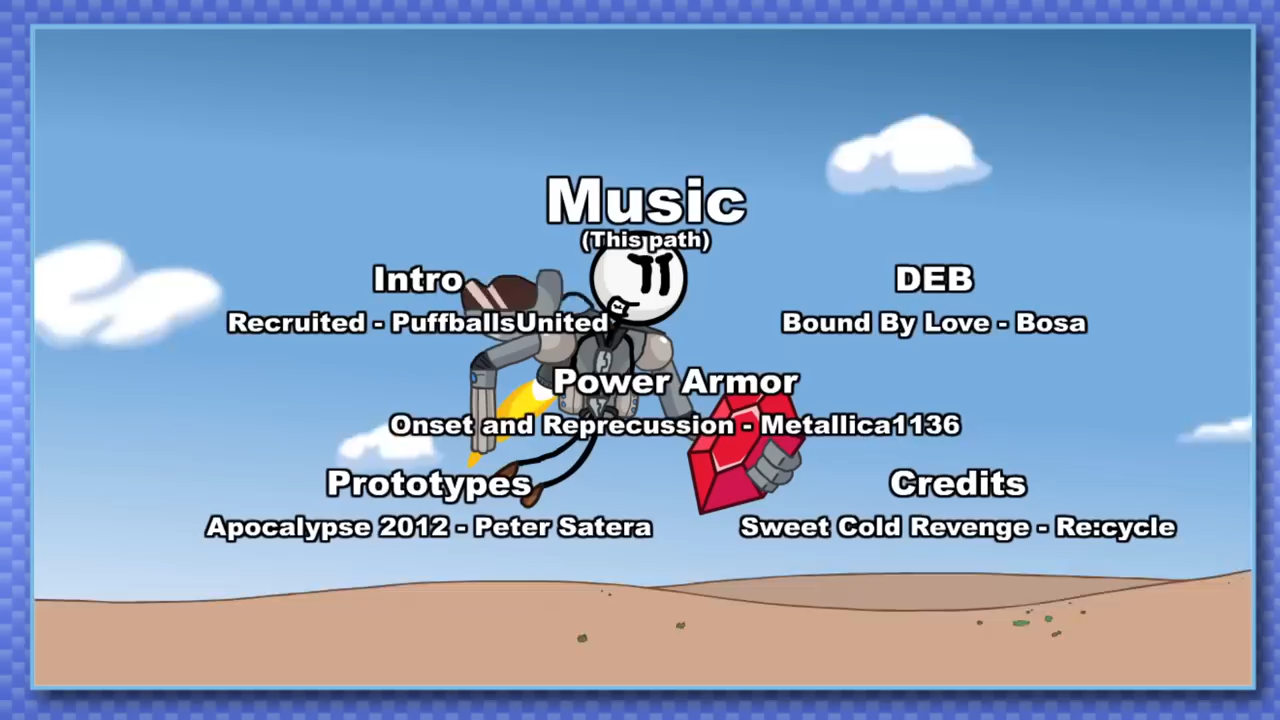 Music
(This path)
Intro
Recruited - PuffballsUnited
DEB
Bound By Love - Bosa
Power Armor
Onset and Reprecussion - Metallica1136
Prototypes
Apocalypse 2012 - Peter Satera
Credits
Sweet Cold Revenge - Re:cycle